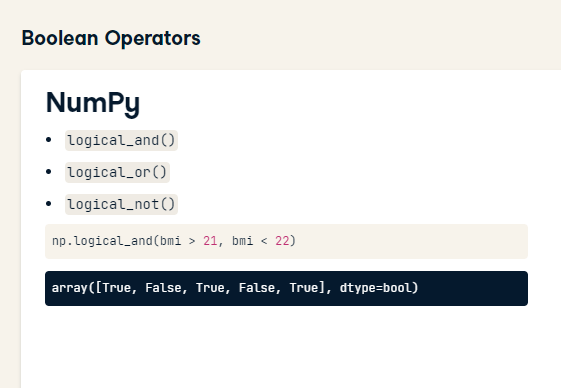 Boolean Operators
NumPy
• logical_and()
• logical_or()
• logical_not()
np.logical_and(bmi > 21, bmi < 22)
array([True, False, True, False, True], dtype=bool)